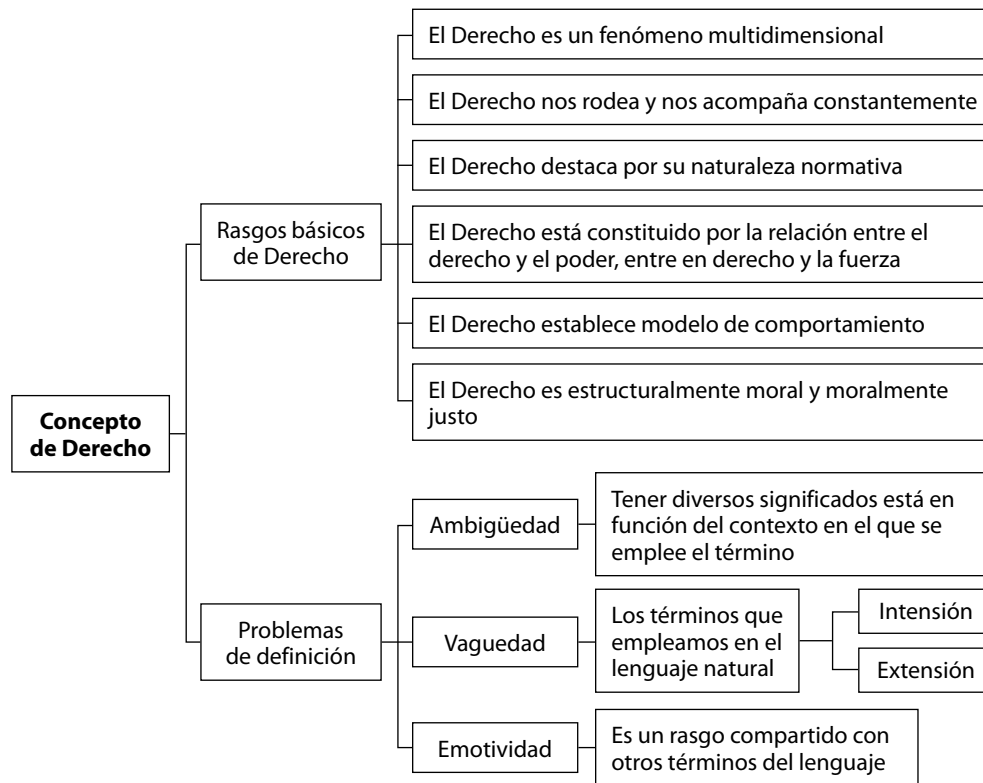 El Derecho es un fenómeno multidimensional
El Derecho nos rodea y nos acompaña constantemente
El Derecho destaca por su naturaleza normativa
Rasgos básicos
de Derecho
El Derecho está constituido por la relación entre el
derecho y el poder, entre en derecho y la fuerza
El Derecho establece modelo de comportamiento
El Derecho es estructuralmente moral y moralmente
justo
Concepto
de Derecho
Ambigüedad
Tener diversos significados está en
función del contexto en el que se
emplee el término
Problemas
de definición
Vaguedad
Los términos que
empleamos en el
lenguaje natural
Intensión
Extensión
Emotividad
Es un rasgo compartido con
otros términos del lenguaje